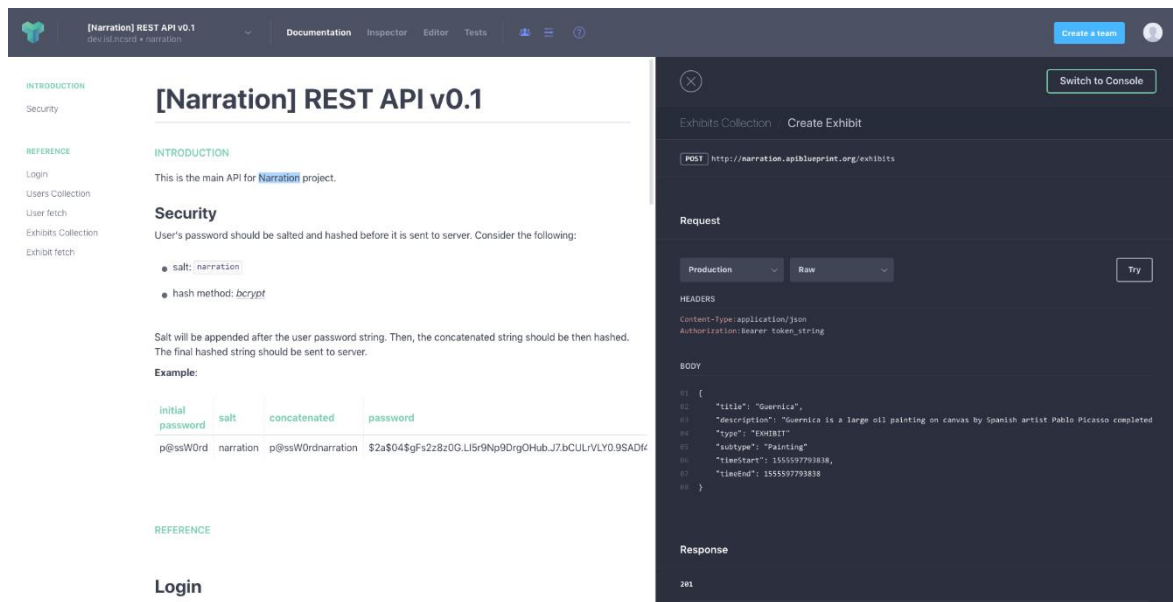 [Narration] REST API v0.1
dev.isl.ncsrd • narration
Documentation Inspector Editor Tests
Create a team
INTRODUCTION
Security
REFERENCE
Login
Users Collection
User fetch
Exhibits Collection
Exhibit fetch
[Narration] REST API v0.1
INTRODUCTION
This is the main API for Narration project.
Security
User's password should be salted and hashed before it is sent to server. Consider the following:
salt: narration
hash method: bcrypt
Salt will be appended after the user password string. Then, the concatenated string should be then hashed.
The final hashed string should be sent to server.
Example:
initial password salt concatenated password
p@ssW0rd narration p@ssW0rdnarration
REFERENCE
Login
Switch to Console
Exhibits Collection / Create Exhibit
POST http://narration.apiblueprint.org/exhibits
Request
Production Raw Try
HEADERS
Content-Type:application/json
Authorization:Bearer token_string
BODY
01 {
02 "title": "Guernica",
03 "description": "Guernica is a large oil painting on canvas by Spanish artist Pablo Picasso completed
04 "type": "EXHIBIT"
05 "subtype": "Painting"
06 "timeStart": 1555597793838,
07 "timeEnd": 1555597793838
08 }
Response
201